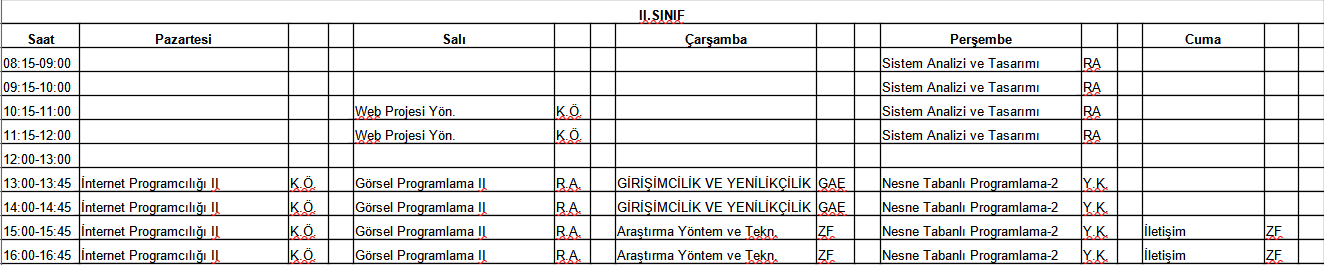 II.SINIF
Saat Pazartesi Salı Çarşamba Perşembe Cuma
08:15-09:00 Sistem Analizi ve Tasarımı RA
09:15-10:00 Sistem Analizi ve Tasarımı RA
10:15-11:00 Web Projesi Yön. K.Ö. Sistem Analizi ve Tasarımı RA
11:15-12:00 Web Projesi Yön. K.Ö. Sistem Analizi ve Tasarımı RA
12:00-13:00
13:00-13:45 İnternet Programcılığı II K.Ö. Görsel Programlama II R.A. GİRİŞİMCİLİK VE YENİLİKÇİLİK GAE Nesne Tabanlı Programlama-2 Y.K.
14:00-14:45 İnternet Programcılığı II K.Ö. Görsel Programlama II R.A. GİRİŞİMCİLİK VE YENİLİKÇİLİK GAE Nesne Tabanlı Programlama-2 Y.K.
15:00-15:45 İnternet Programcılığı II K.Ö. Görsel Programlama II R.A. Araştırma Yöntem ve Tekn. ZF Nesne Tabanlı Programlama-2 Y.K. İletişim ZF
16:00-16:45 İnternet Programcılığı II K.Ö. Görsel Programlama II R.A. Araştırma Yöntem ve Tekn. ZF Nesne Tabanlı Programlama-2 Y.K. İletişim ZF